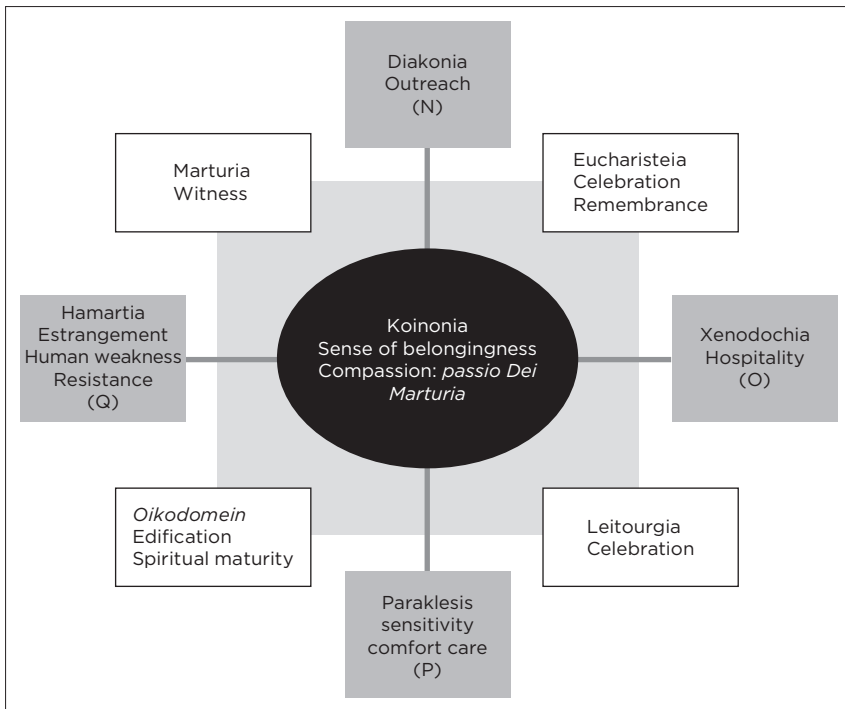 Diakonia
Outreach
(N)
Marturia
Witness
Eucharisteia
Celebration
Remembrance
Hamartia
Estrangement
Human weakness
Resistance
(Q)
Koinonia
Sense of belongingness
Compassion: passio Dei
Marturia
Xenodochia
Hospitality
(O)
Oikodomein
Edification
Spiritual maturity
Leitourgia
Celebration
Paraklesis
sensitivity
comfort care
(P)